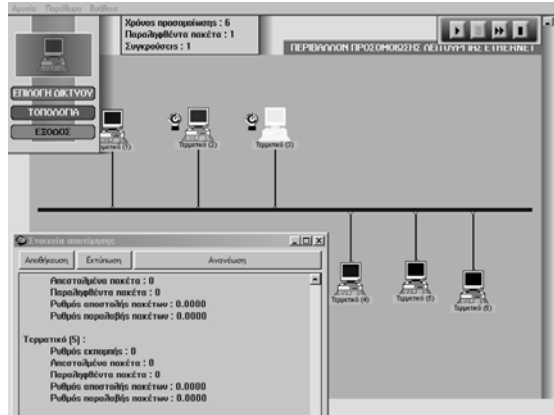 Αρχείο Παράθυρα Βοήθεια
Χρόνος προσομοίωσης : 6
Παραληφθέντα πακέτα : 1
Συγκρούσεις : 1
ΠΕΡΙΒΑΛΛΟΝ ΠΡΟΣΟΜΟΙΩΣΗΣ ΛΕΙΤΟΥΡΓΙΑΣ ETHERNET
ΕΠΙΛΟΓΗ ΔΙΚΤΥΟΥ
ΤΟΠΟΛΟΓΙΑ
ΕΞΟΔΟΣ
Τερματικό (1)
Τερματικό (2)
Τερματικό (3)
Τερματικό (4)
Τερματικό (5)
Τερματικό (6)
Στοιχεία αποτίμησης
Αποθήκευση Εκτύπωση Ανανέωση
Απεσταλμένα πακέτα : 0
Παραληφθέντα πακέτα : 0
Ρυθμός αποστολής πακέτων : 0.0000
Ρυθμός παραλαβής πακέτων : 0.0000
Τερματικό (5) :
Ρυθμός εκπομπής : 0
Απεσταλμένα πακέτα : 0
Παραληφθέντα πακέτα : 0
Ρυθμός αποστολής πακέτων : 0.0000
Ρυθμός παραλαβής πακέτων : 0.0000